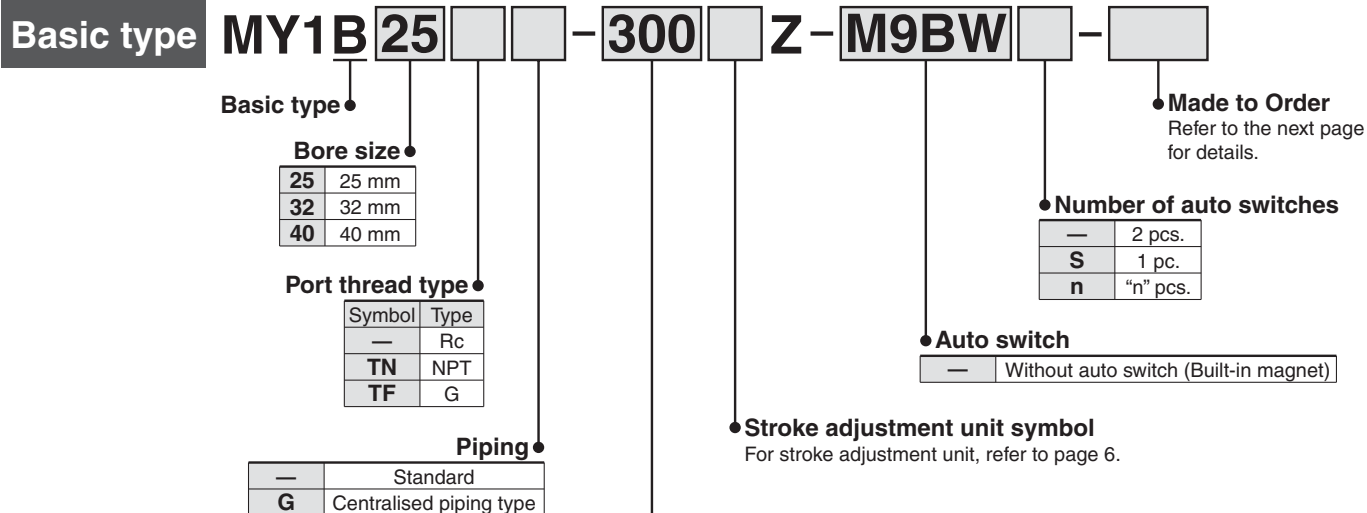 Basic type MY1B 25 – 300 Z – M9BW –
Basic type
Made to Order
Refer to the next page
for details.
Bore size
25 25 mm
32 32 mm
40 40 mm
Number of auto switches
— 2 pcs.
S 1 pc.
n “n” pcs.
Port thread type
Symbol Type
— Rc
TN NPT
TF G
Auto switch
— Without auto switch (Built-in magnet)
Stroke adjustment unit symbol
For stroke adjustment unit, refer to page 6.
Piping
— Standard
G Centralised piping type